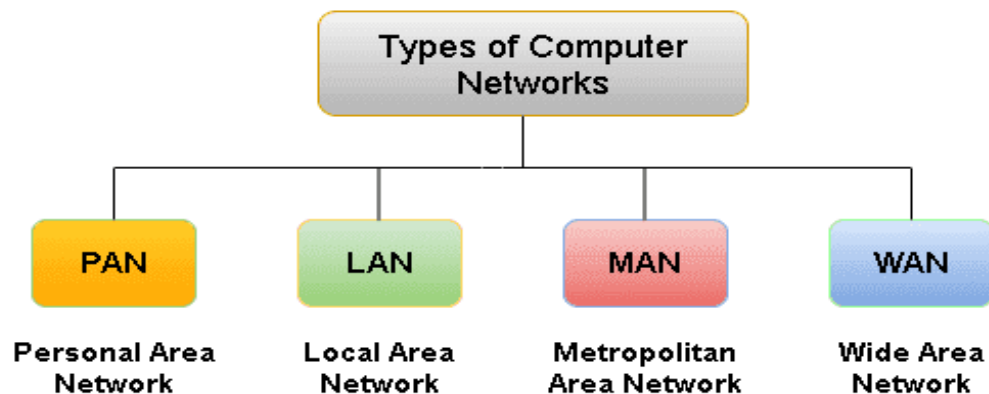 Types of Computer
Networks
PAN
LAN
MAN
WAN
Personal Area
Network
Local Area
Network
Metropolitan
Area Network
Wide Area
Network